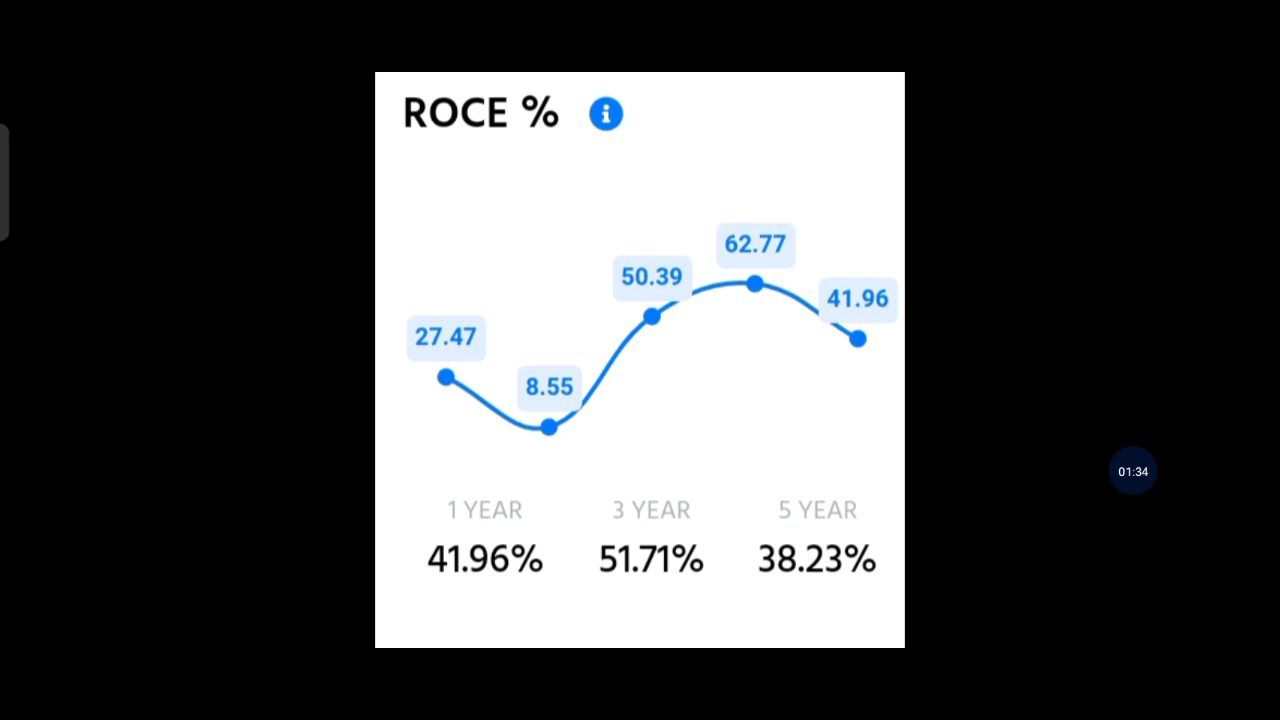 ROCE %
62.77
50.39
41.96
27.47
8.55
1 YEAR 3 YEAR 5 YEAR
41.96% 51.71% 38.23%
01:34